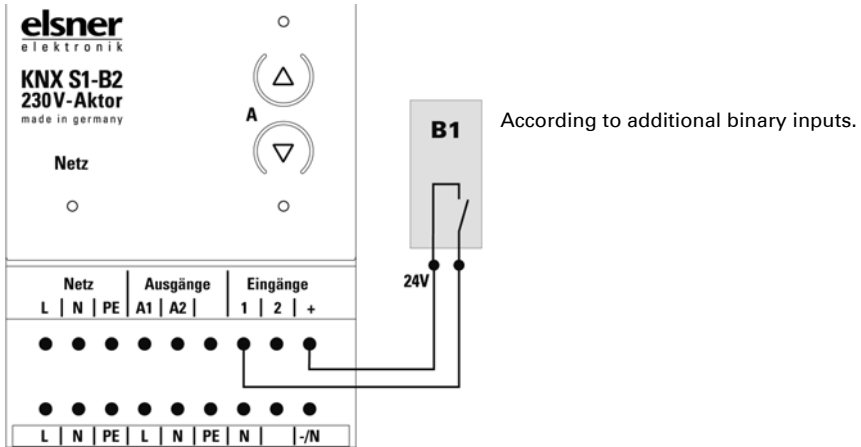 elsner
elektronik
KNX S1-B2
230V-Aktor
made in germany
A
Netz
B1
According to additional binary inputs.
24V
Netz | Ausgänge | Eingänge
L | N | PE | A1 | A2 | | 1 | 2 | +
L | N | PE | L | N | PE | N | | -/N